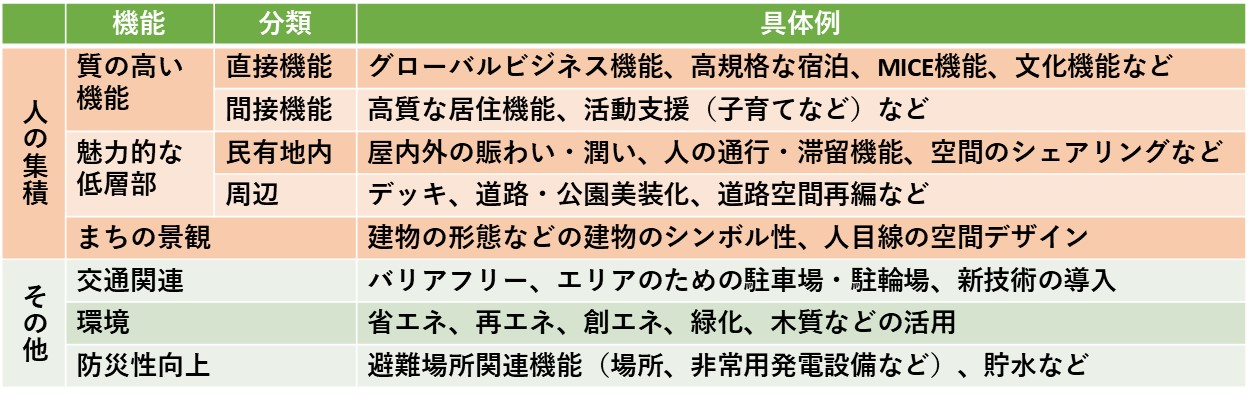 機能 分類 具体例
人の集積
質の高い機能 直接機能 グローバルビジネス機能、高規格な宿泊、MICE機能、文化機能など
間接機能 高質な居住機能、活動支援（子育てなど）など
魅力的な低層部 民有地内 屋内外の賑わい・潤い、人の通行・滞留機能、空間のシェアリングなど
周辺 デッキ、道路・公園美装化、道路空間再編など
まちの景観 建物の形態などの建物のシンボル性、人目線の空間デザイン
その他
交通関連 バリアフリー、エリアのための駐車場・駐輪場、新技術の導入
環境 省エネ、再エネ、創エネ、緑化、木質などの活用
防災性向上 避難場所関連機能（場所、非常用発電設備など）、貯水など